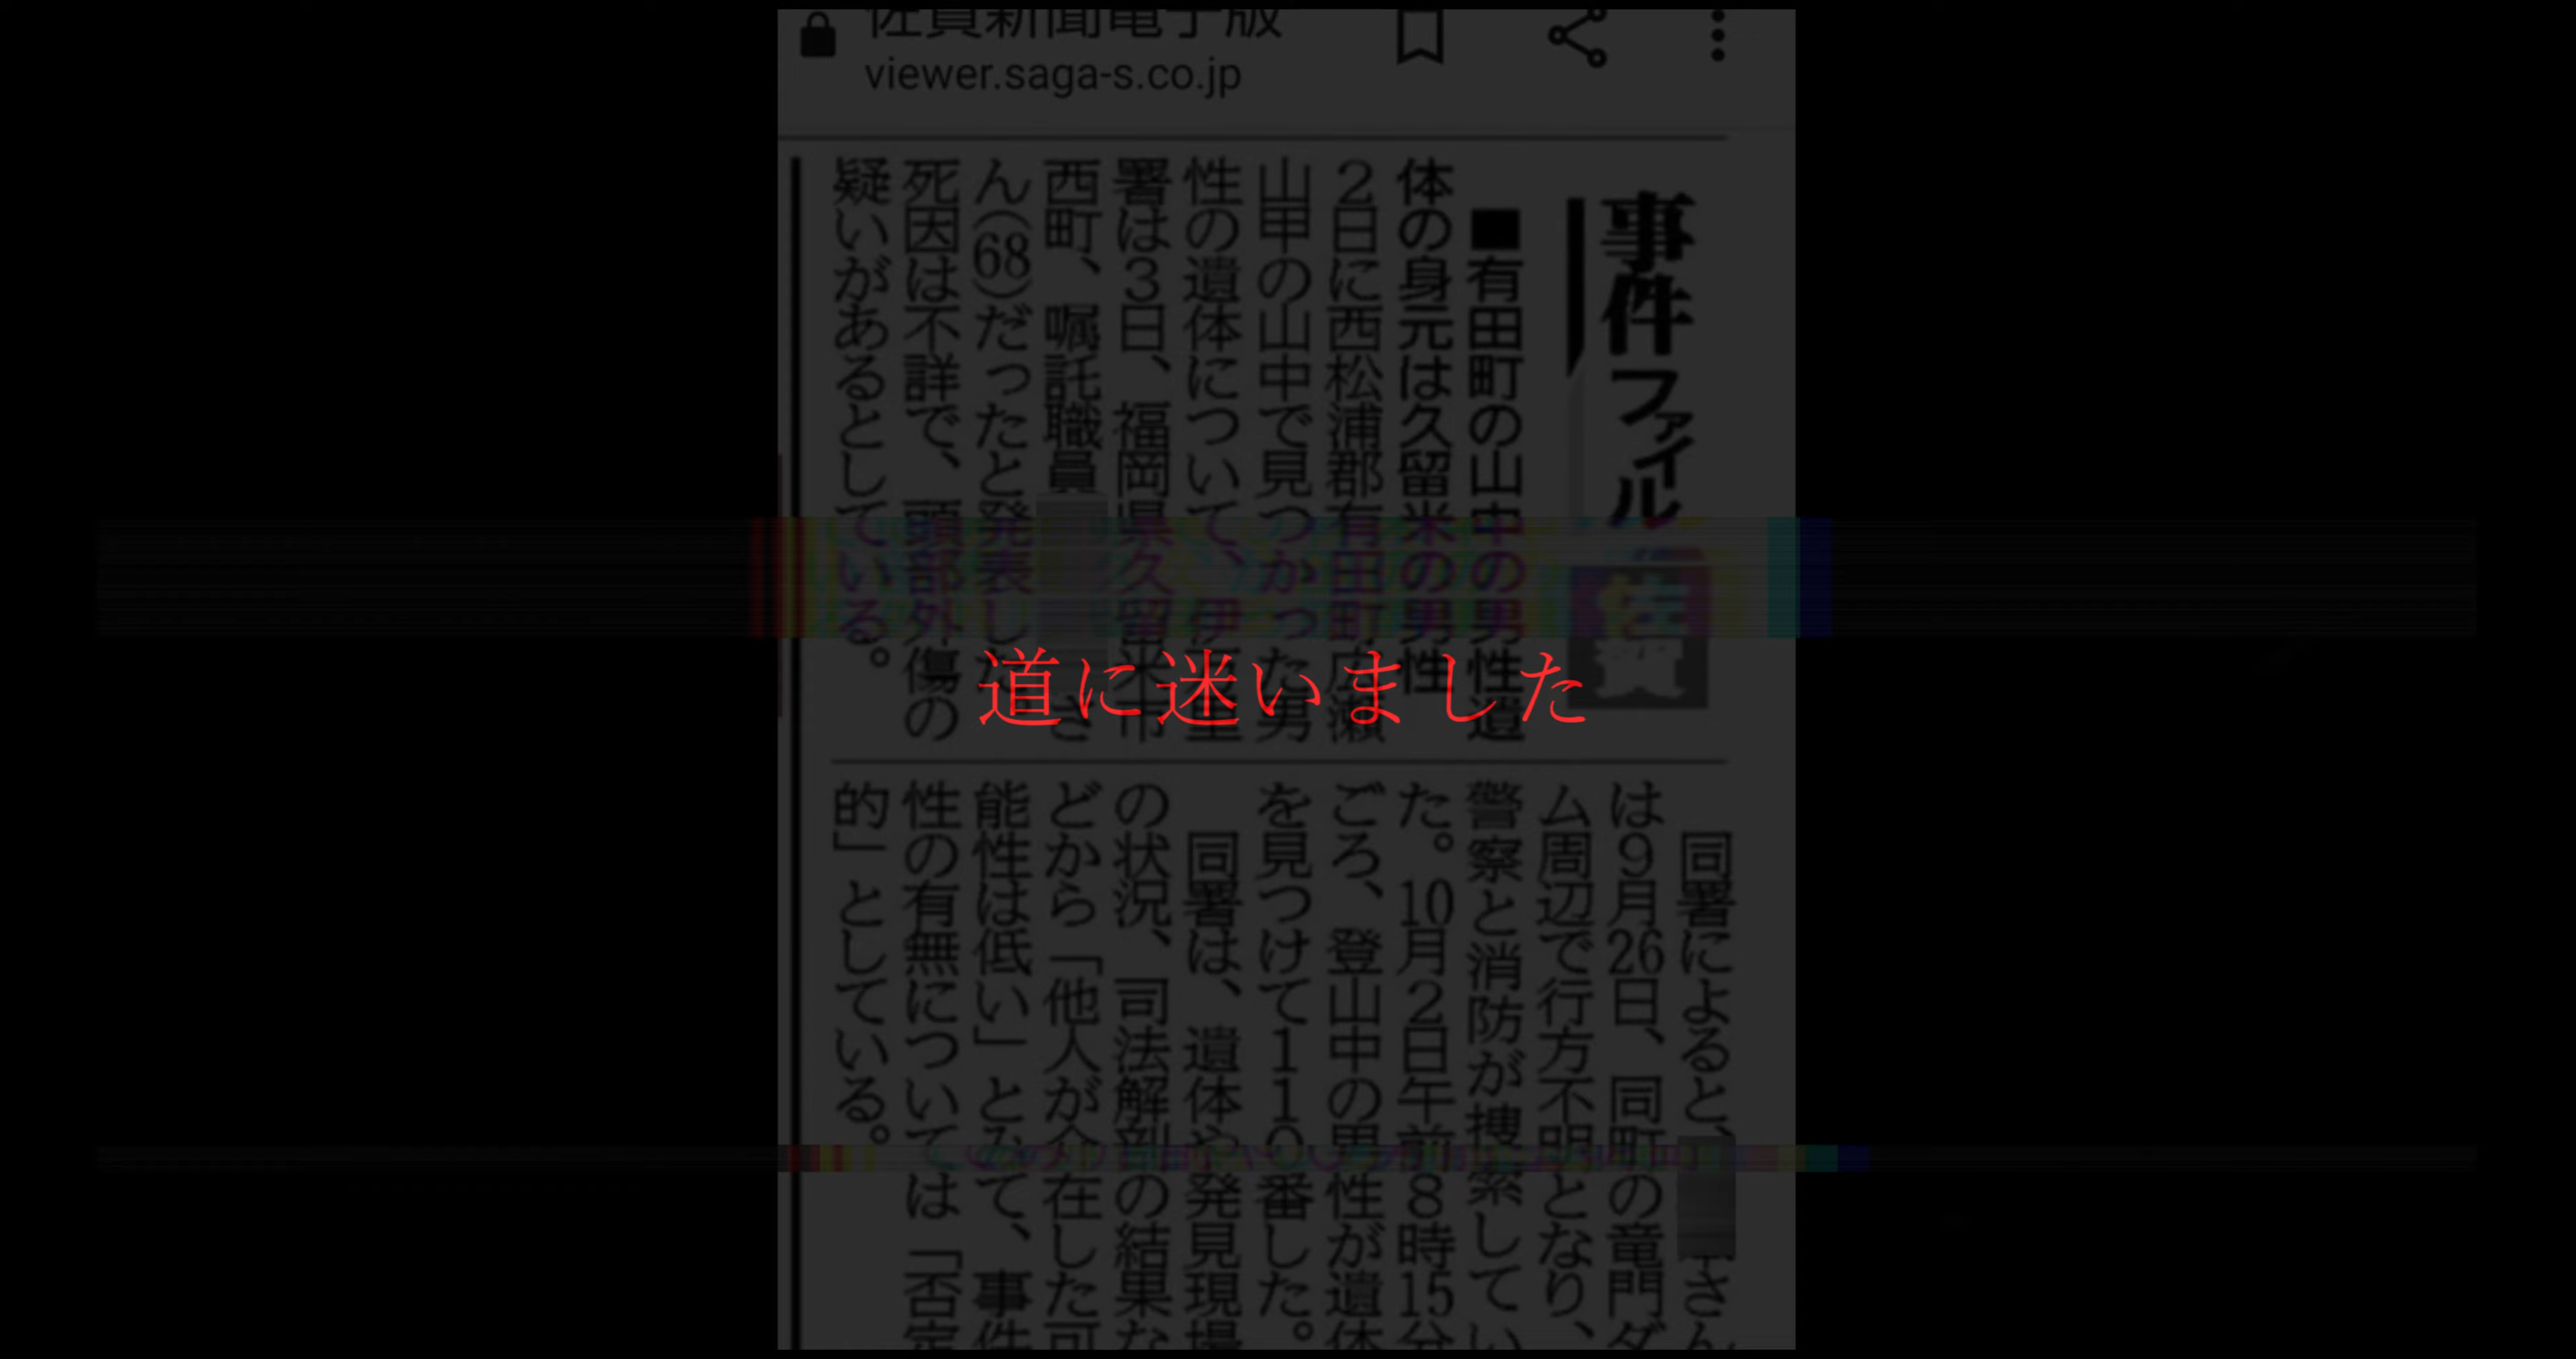 佐賀新聞電子版
viewer.saga-s.co.jp
事件ファイル
佐賀
■有田町の山中の男性遺
体の身元は久留米の男性
2日に西松浦郡有田町広瀬
山甲の山中で見つかった男
性の遺体について、伊万里
署は3日、福岡県久留米市
西町、嘱託職員 さ
ん(68)だったと発表した。
死因は不詳で、頭部外傷の
疑いがあるとしている。
道に迷いました
同署によると、 さん
は9月26日、同町の竜門ダ
ム周辺で行方不明となり、
警察と消防が捜索してい
た。10月2日午前8時15分
ごろ、登山中の男性が遺体
を見つけて110番した。
同署は、遺体や発見現場
の状況、司法解剖の結果な
どから「他人が介在した可
能性は低い」とみて、事件
性の有無については「否定
的」としている。